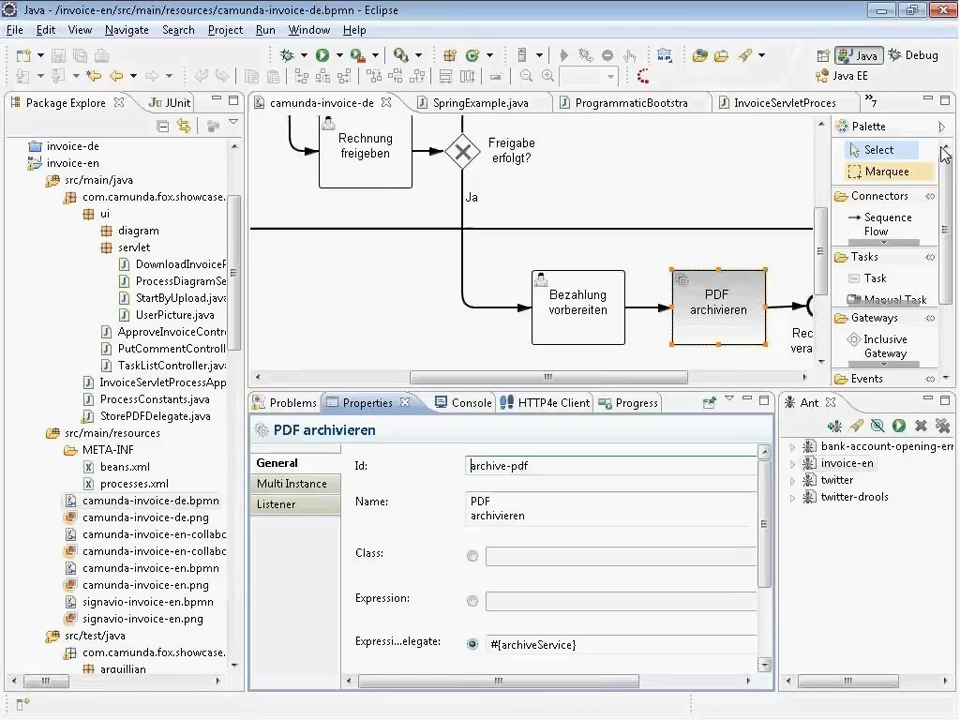 Java - /invoice-en/src/main/resources/camunda-invoice-de.bpmn - Eclipse
File Edit View Navigate Search Project Run Window Help
Java
Debug
Java EE
Package Explorer
JUnit
invoice-de
invoice-en
src/main/java
com.camunda.fox.showcase.
ui
diagram
servlet
DownloadInvoiceF
ProcessDiagramSe
StartByUpload.java
UserPicture.java
ApproveInvoiceContr
PutCommentControll
TaskListController.java
InvoiceServletProcessApp
ProcessConstants.java
StorePDFDelegate.java
src/main/resources
META-INF
beans.xml
processes.xml
camunda-invoice-de.bpmn
camunda-invoice-de.png
camunda-invoice-en-collabc
camunda-invoice-en-collabc
camunda-invoice-en.bpmn
camunda-invoice-en.png
signavio-invoice-en.bpmn
signavio-invoice-en.png
src/test/java
com.camunda.fox.showcase.
arquillian
camunda-invoice-de
SpringExample.java
ProgrammaticBootstra
InvoiceServletProces
»7
Rechnung
freigeben
Freigabe
erfolgt?
Ja
Bezahlung
vorbereiten
PDF
archivieren
Rec
vera
Palette
Select
Marquee
Connectors
Sequence
Flow
Tasks
Task
Manual Task
Gateways
Inclusive
Gateway
Events
Problems
Properties
Console
HTTP4e Client
Progress
PDF archivieren
General
Multi Instance
Listener
Id:
archive-pdf
Name:
PDF
archivieren
Class:
Expression:
Expressi...elegate:
#{archiveService}
Ant
bank-account-opening-err
invoice-en
twitter
twitter-drools